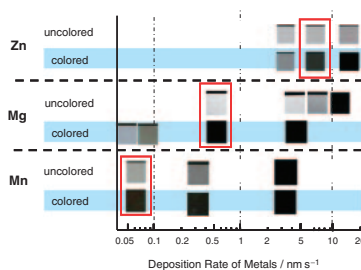 Zn
uncolored
colored
Mg
uncolored
colored
Mn
uncolored
colored
0.05 0.1 0.2 0.5 1 2 5 10 20
Deposition Rate of Metals / nm s⁻¹